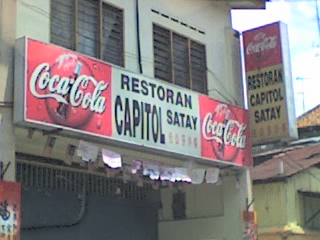 Coca-Cola
RESTORAN
CAPITOL SATAY
Coca-Cola
Coca-Cola
RESTORAN
CAPITOL
SATAY